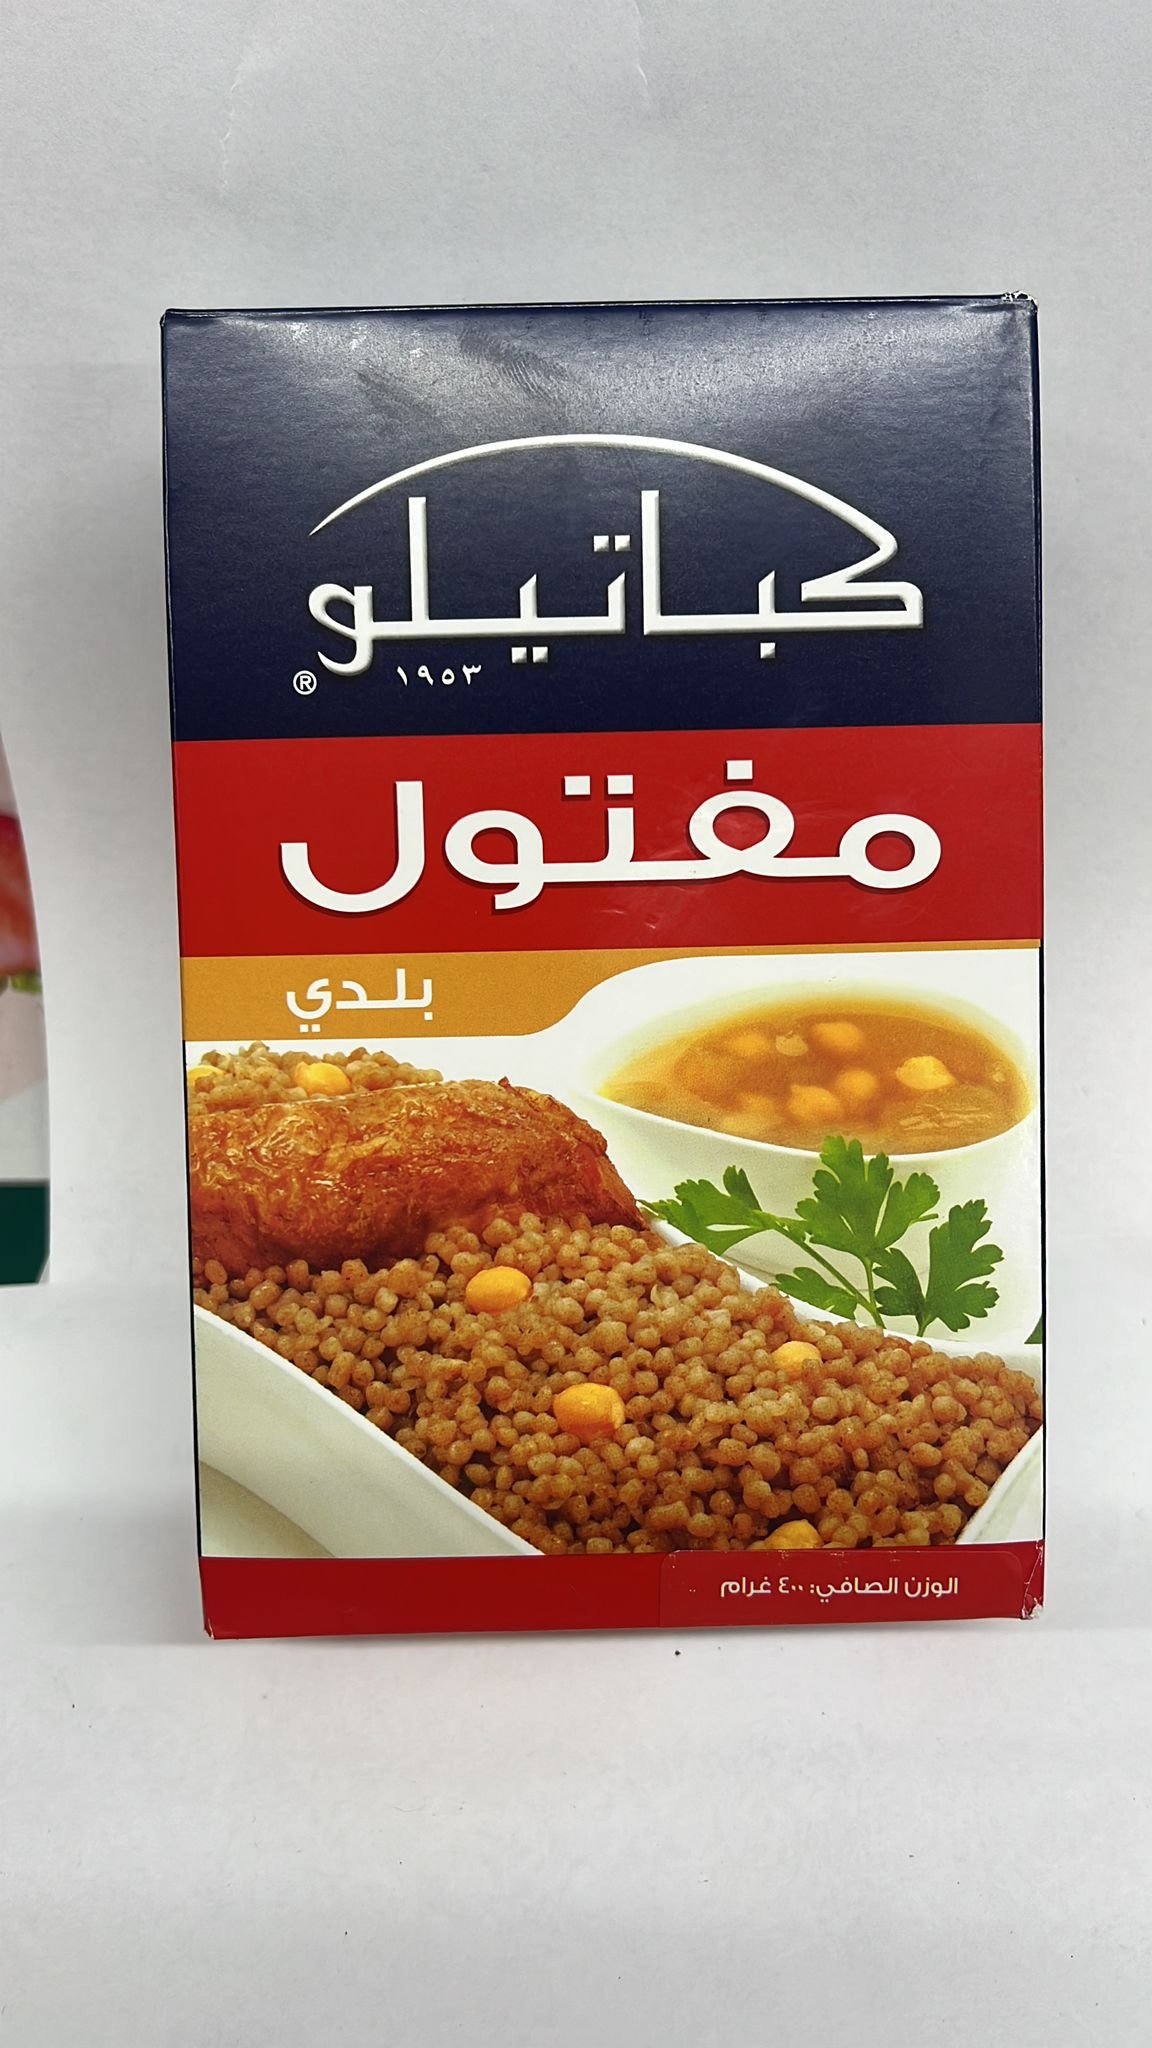 كباتيلو
١٩٥٣
®
مفتول
بلدي
الوزن الصافي: ٤٠٠ غرام